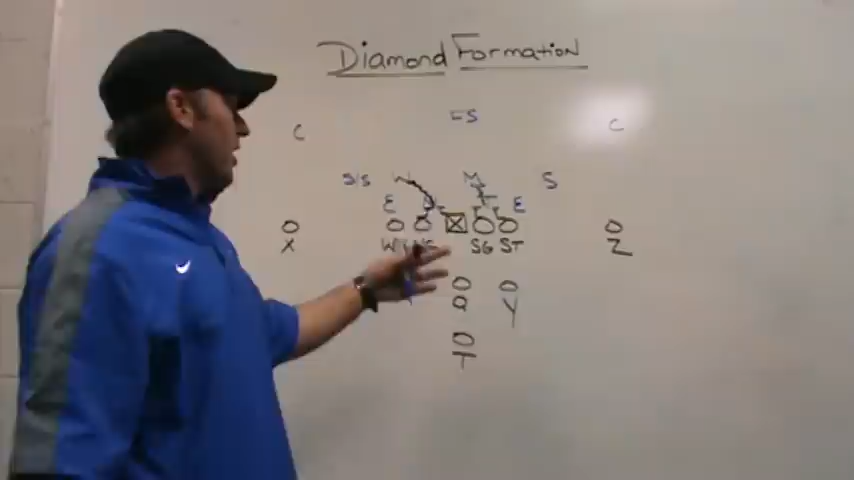 Diamond Formation
FS
C C
S/S W M S
E E
X SG ST Z
Q Y
T